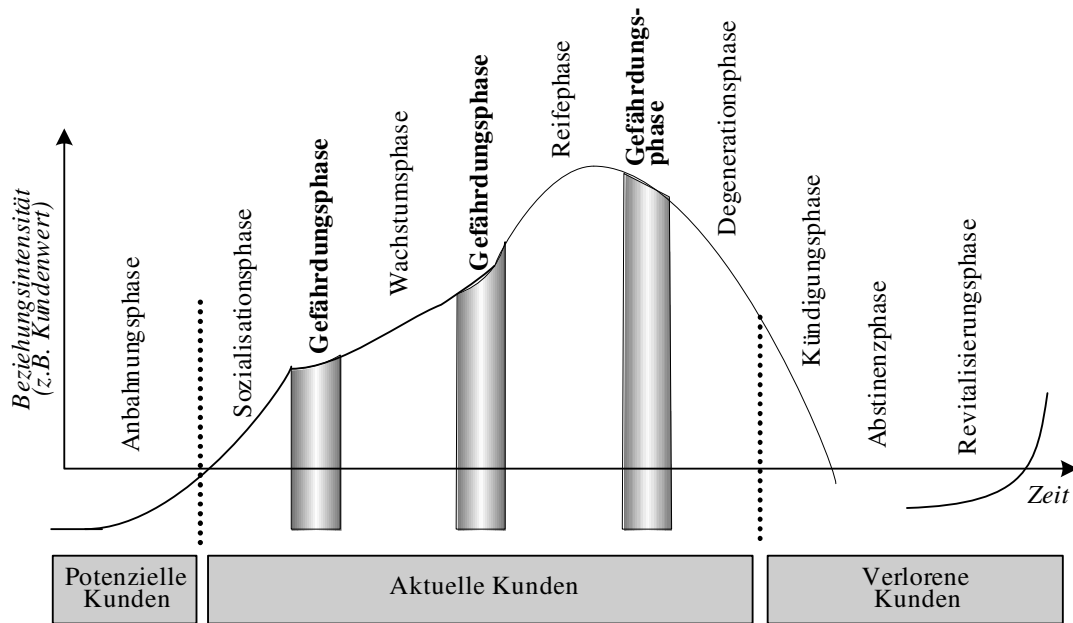 Beziehungsintensität
(z.B. Kundenwert)
Anbahnungsphase
Sozialisationsphase
Gefährdungsphase
Wachstumsphase
Gefährdungsphase
Reifephase
Gefährdungs-
phase
Degenerationsphase
Kündigungsphase
Abstinenzphase
Revitalisierungsphase
Zeit
Potenzielle
Kunden
Aktuelle Kunden
Verlorene
Kunden